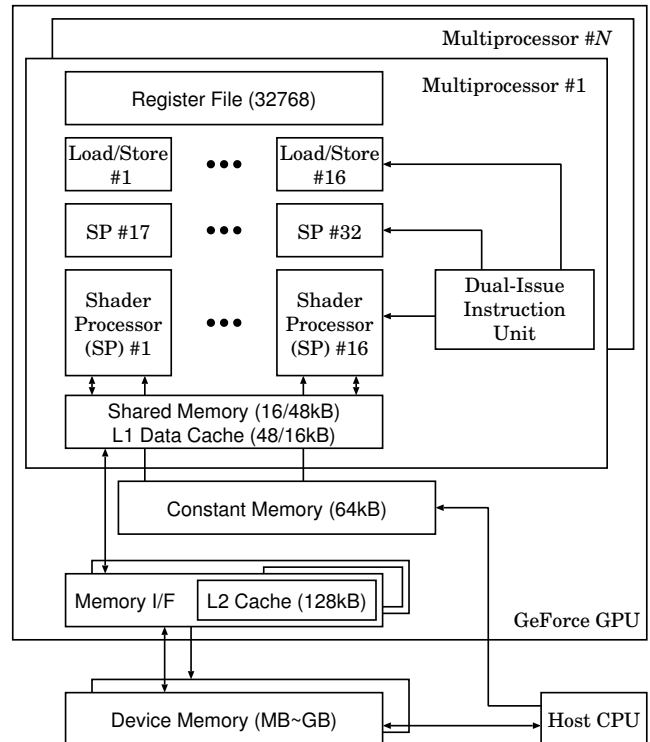 Multiprocessor #N
Multiprocessor #1
Register File (32768)
Load/Store
#1
Load/Store
#16
SP #17
SP #32
Shader
Processor
(SP) #1
Shader
Processor
(SP) #16
Dual-Issue
Instruction
Unit
Shared Memory (16/48kB)
L1 Data Cache (48/16kB)
Constant Memory (64kB)
Memory I/F
L2 Cache (128kB)
GeForce GPU
Device Memory (MB~GB)
Host CPU